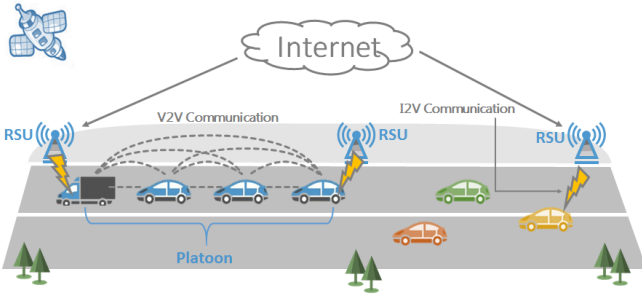 Internet
V2V Communication
I2V Communication
RSU
RSU
RSU
Platoon